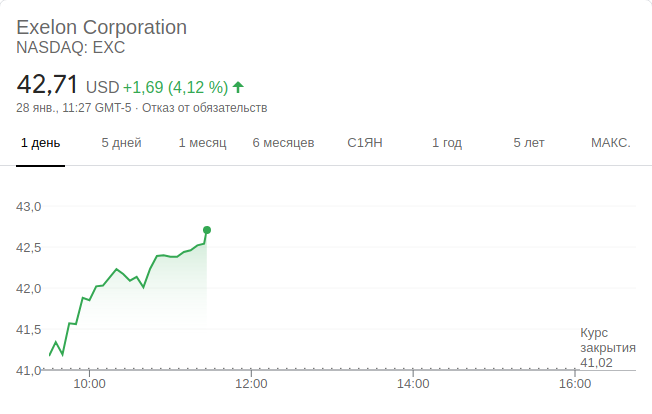 Exelon Corporation
NASDAQ: EXC
42,71 USD +1,69 (4,12 %)
28 янв., 11:27 GMT-5 · Отказ от обязательств
1 день 5 дней 1 месяц 6 месяцев С1ЯН 1 год 5 лет МАКС.
43,0
42,5
42,0
41,5
41,0
Курс
закрытия
41,02
10:00 12:00 14:00 16:00